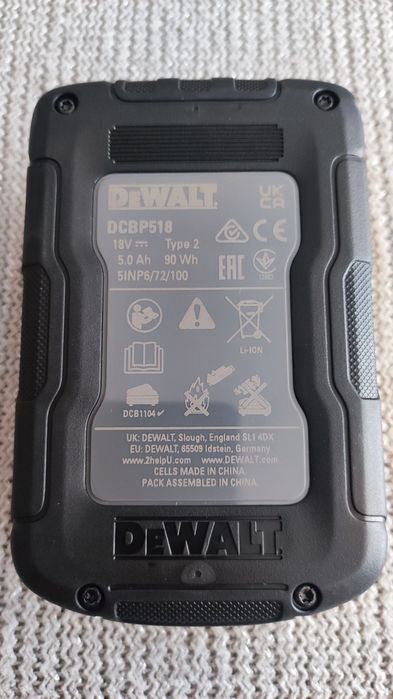 DEWALT
UK
CA
DCBP518
CE
18V Type 2
5.0 Ah 90 Wh
EAC
5INP6/72/100
Li-ION
DCB1104
UK: DEWALT, Slough, England SL1 4DX
EU: DEWALT, 65509 Idstein, Germany
www.2helpU.com www.DEWALT.com
CELLS MADE IN CHINA.
PACK ASSEMBLED IN CHINA.
DEWALT